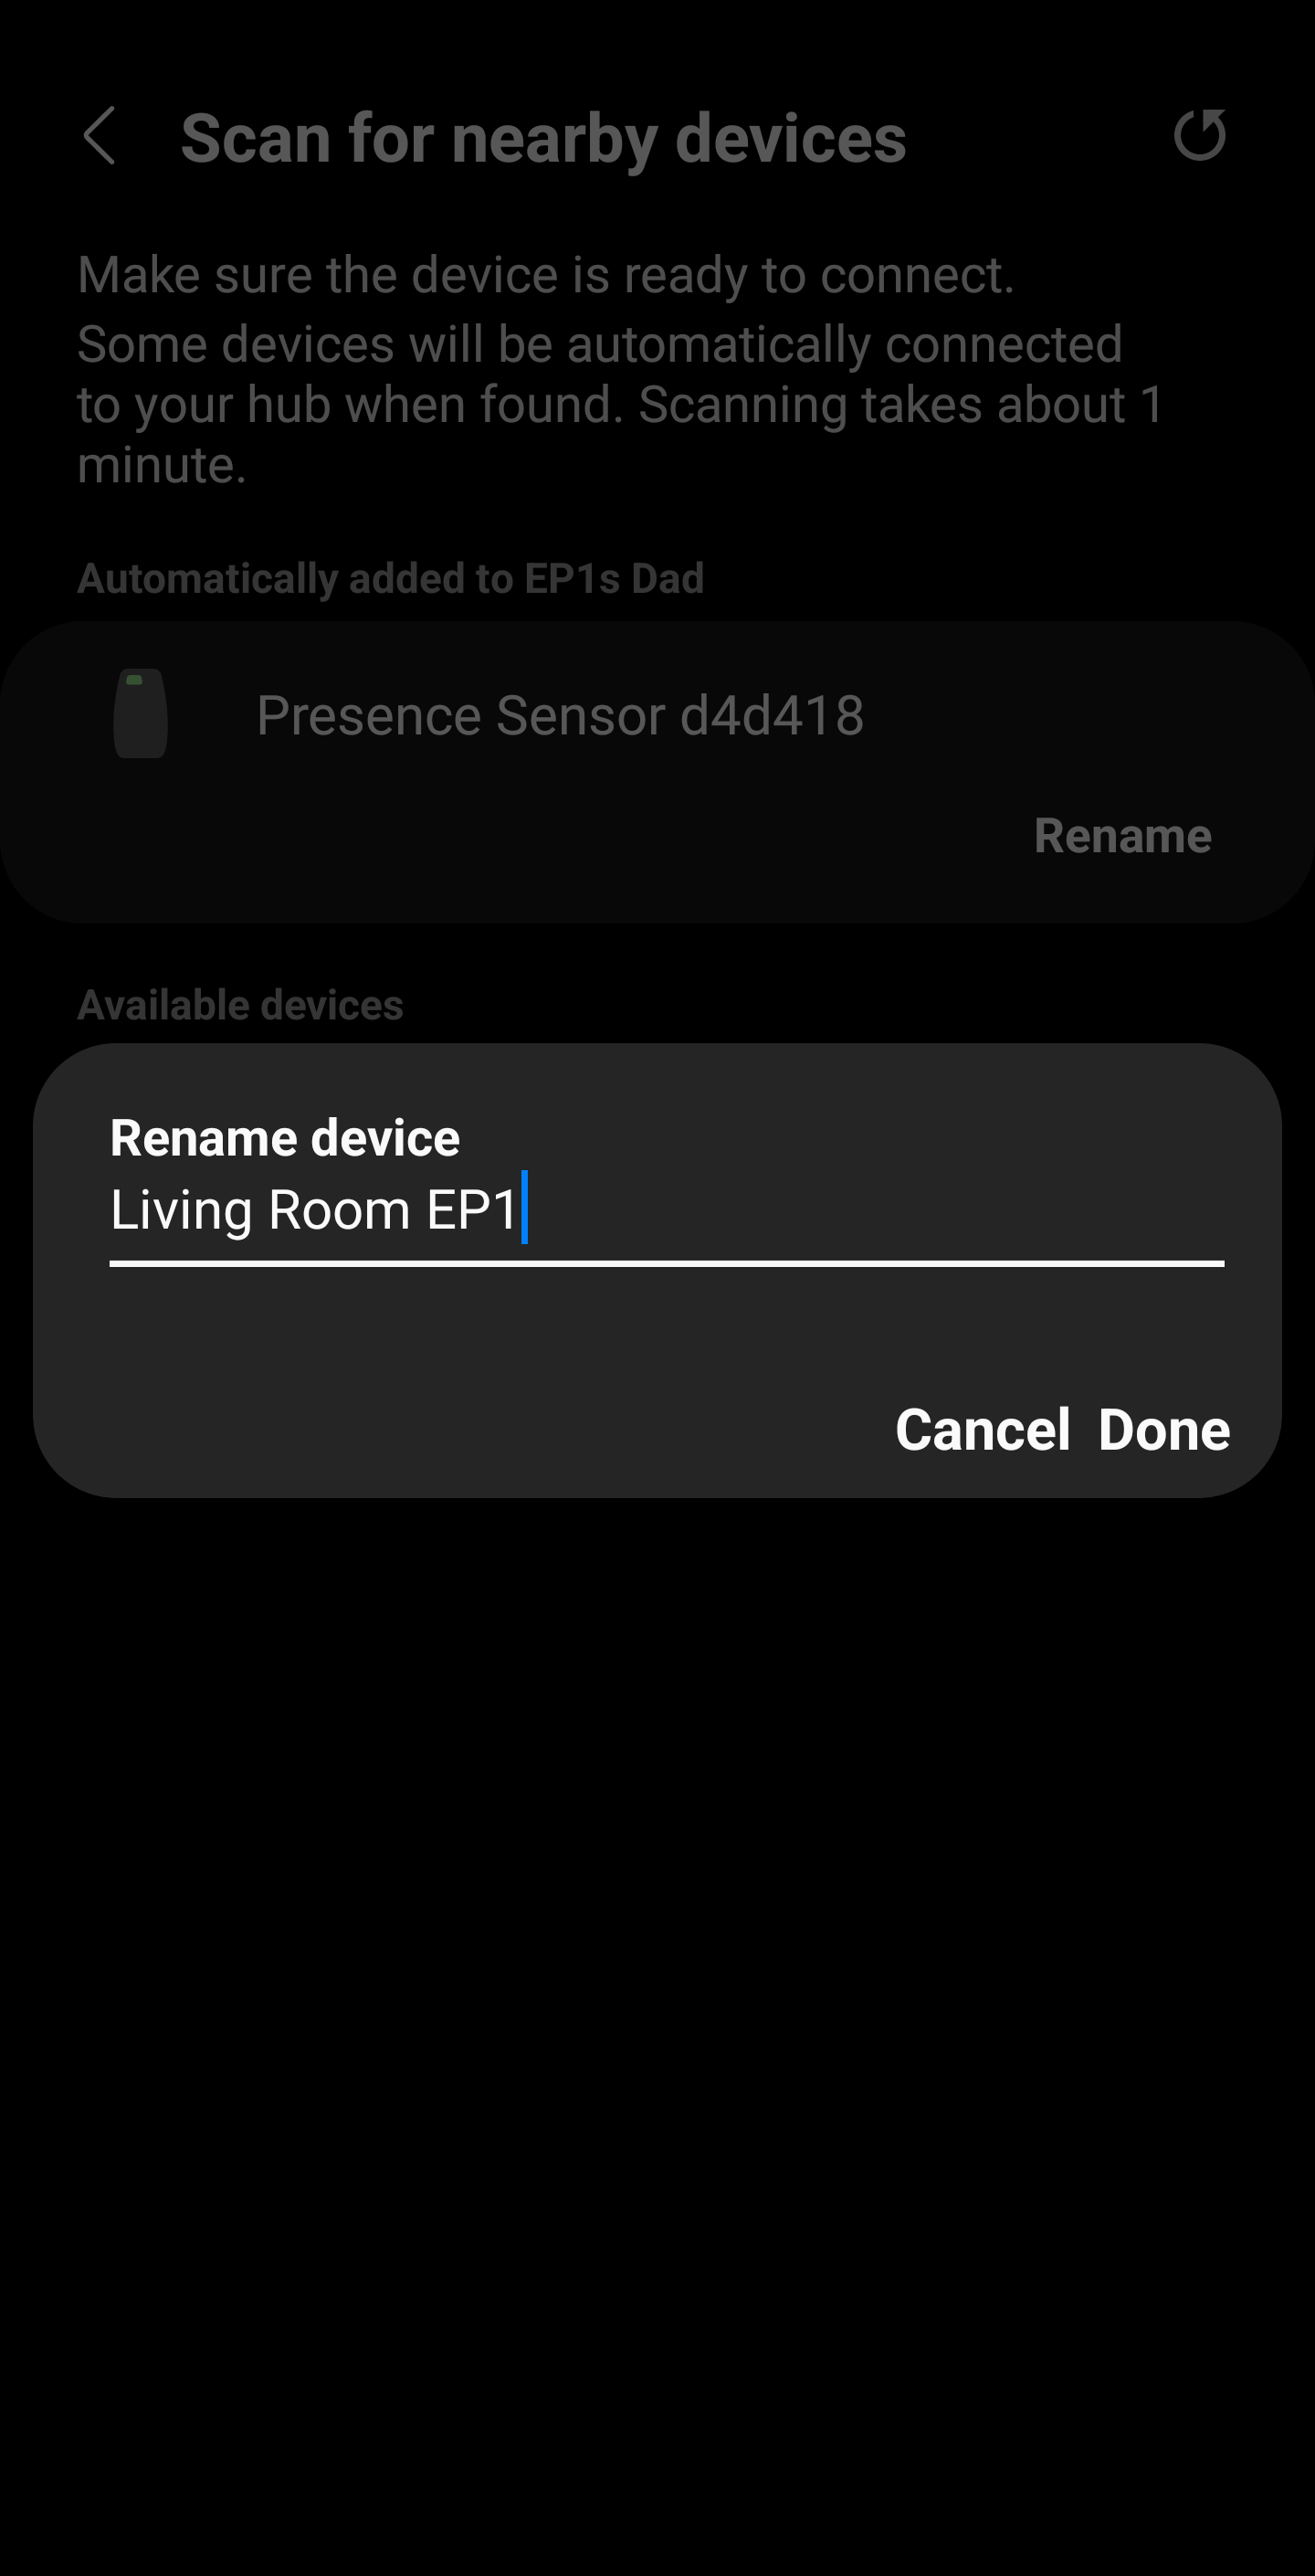 Scan for nearby devices
Make sure the device is ready to connect.
Some devices will be automatically connected
to your hub when found. Scanning takes about 1
minute.
Automatically added to EP1s Dad
Presence Sensor d4d418
Rename
Available devices
Rename device
Living Room EP1
Cancel Done